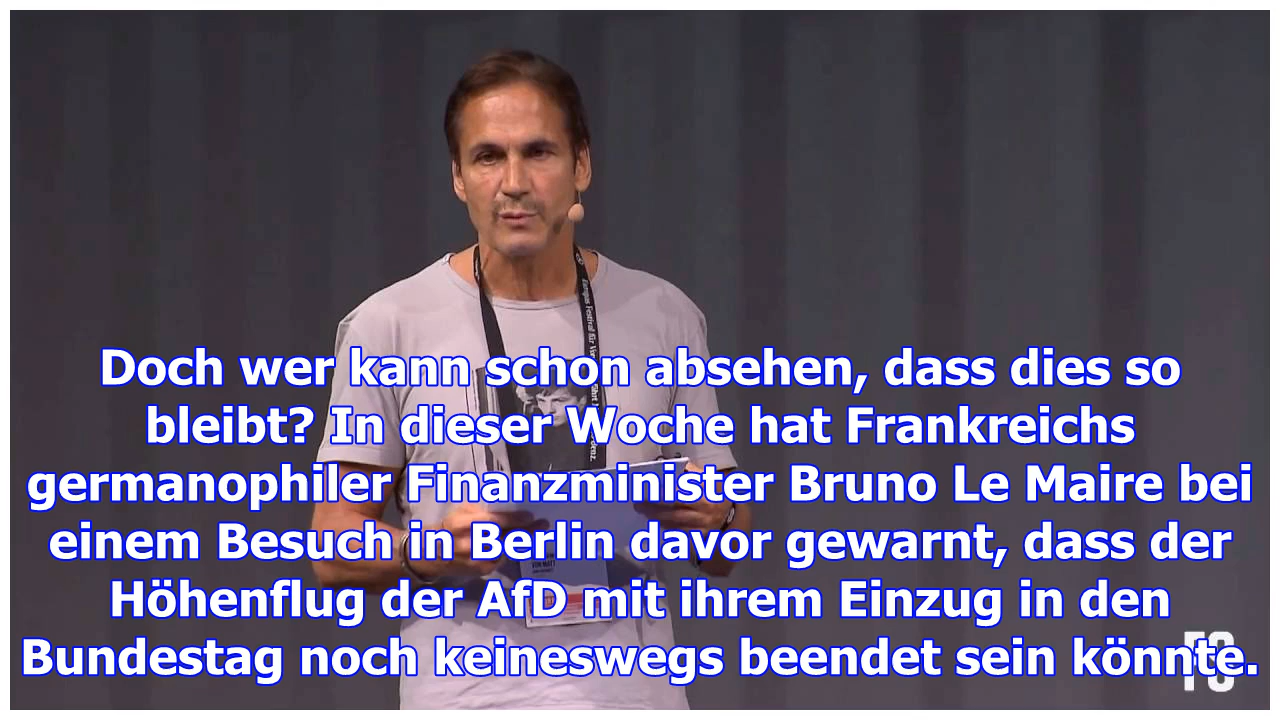 Doch wer kann schon absehen, dass dies so
bleibt? In dieser Woche hat Frankreichs
germanophiler Finanzminister Bruno Le Maire bei
einem Besuch in Berlin davor gewarnt, dass der
Höhenflug der AfD mit ihrem Einzug in den
Bundestag noch keineswegs beendet sein könnte.
VON MATT